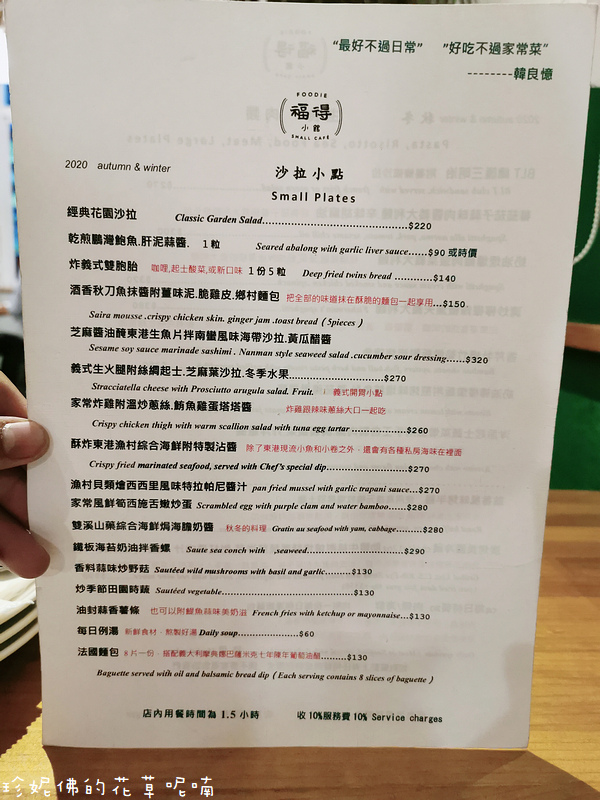 “最好不過日常” ”好吃不過家常菜”
--------韓良憶
FOODIE
福得
小館
SMALL CAFÉ
2020 autumn & winter
沙拉小點
Small Plates
經典花園沙拉 Classic Garden Salad.......................................$220
乾煎鵬灣鮑魚.肝泥蒜醬. 1粒 Seared abalong with garlic liver sauce......$90 或時價
炸義式雙胞胎 咖哩,起士酸菜,或新口味 1份5粒 Deep fried twins bread ............$140
酒香秋刀魚抹醬附薑味泥.脆雞皮.鄉村麵包 把全部的味道抹在酥脆的麵包一起享用...$150
Saira mousse .crispy chicken skin. ginger jam .toast bread（5pieces）
芝麻醬油醃東港生魚片拌南蠻風味海帶沙拉.黃瓜醋醬
Sesame soy sauce marinade sashimi . Nanman style seaweed salad .cucumber sour dressing......$320
義式生火腿附絲綢起士.芝麻葉沙拉.冬季水果..............................$270
Stracciatella cheese with Prosciutto arugula salad. Fruit. ； 義式開胃小點
家常炸雞附溫炒蔥絲.鮪魚雞蛋塔塔醬 炸雞跟辣味蔥絲大口一起吃
Crispy chicken thigh with warm scallion salad with tuna egg tartar ...................$260
酥炸東港漁村綜合海鮮附特製沾醬 除了東港現流小魚和小卷之外，還會有各種私房海味在裡面
Crispy fried marinated seafood, served with Chef’s special dip.......................$270
漁村貝類燴西西里風味特拉帕尼醬汁 pan fried mussel with garlic trapani sauce...$270
家常風鮮筍西施舌嫩炒蛋 Scrambled egg with purple clam and water bamboo......$280
雙溪山藥綜合海鮮焗海膽奶醬 秋冬的料理 Gratin au seafood with yam, cabbage.........$280
鐵板海苔奶油拌香螺 Saute sea conch with ,seaweed...............................$290
香料蒜味炒野菇 Sautéed wild mushrooms with basil and garlic.........$130
炒季節田園時蔬 Sautéed vegetable..........................................$130
油封蒜香薯條 也可以附鯷魚蒜味美奶滋 French fries with ketchup or mayonnaise...$130
每日例湯 新鮮食材，熬製好湯 Daily soup....................$60
法國麵包 8片一份，搭配義大利摩典娜巴薩米克七年陳年葡萄油醋.........$130
Baguette served with oil and balsamic bread dip（Each serving contains 8 slices of baguette）
店內用餐時間為 1.5 小時 收10%服務費10% Service charges
珍妮佛的花草呢喃